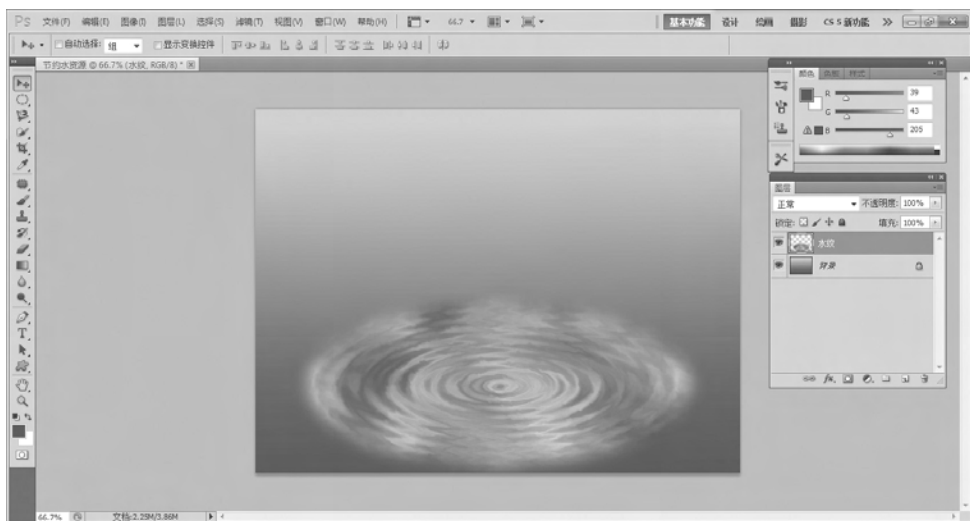 PS 文件(F) 编辑(E) 图像(I) 图层(L) 选择(S) 滤镜(T) 视图(V) 窗口(W) 帮助(H) 66.7 基本功能 设计 绘画 摄影 CS 5 新功能
自动选择: 组 显示变换控件
节约水资源 @ 66.7% (水纹, RGB/8) *
颜色 色板 样式
R 39
G 43
B 205
图层
正常 不透明度: 100%
锁定: 填充: 100%
水纹
背景
66.7% 文档:2.25M/3.86M